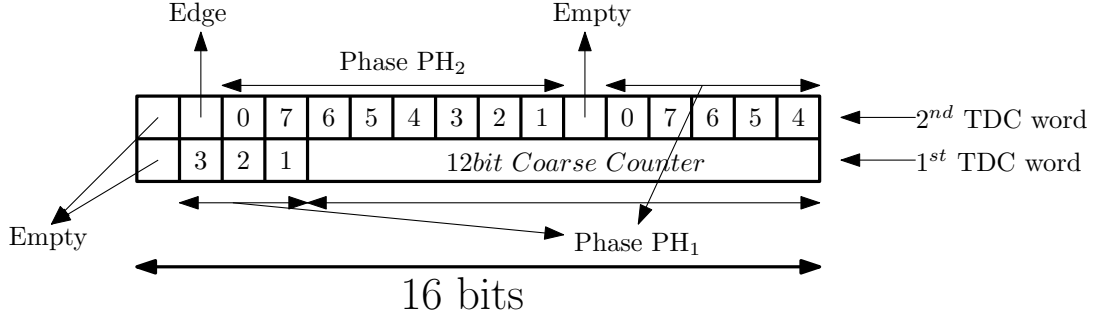 Edge Empty
Phase PH₂
0 7 6 5 4 3 2 1 0 7 6 5 4 2ⁿᵈ TDC word
3 2 1 12bit Coarse Counter 1ˢᵗ TDC word
Empty Phase PH₁
16 bits